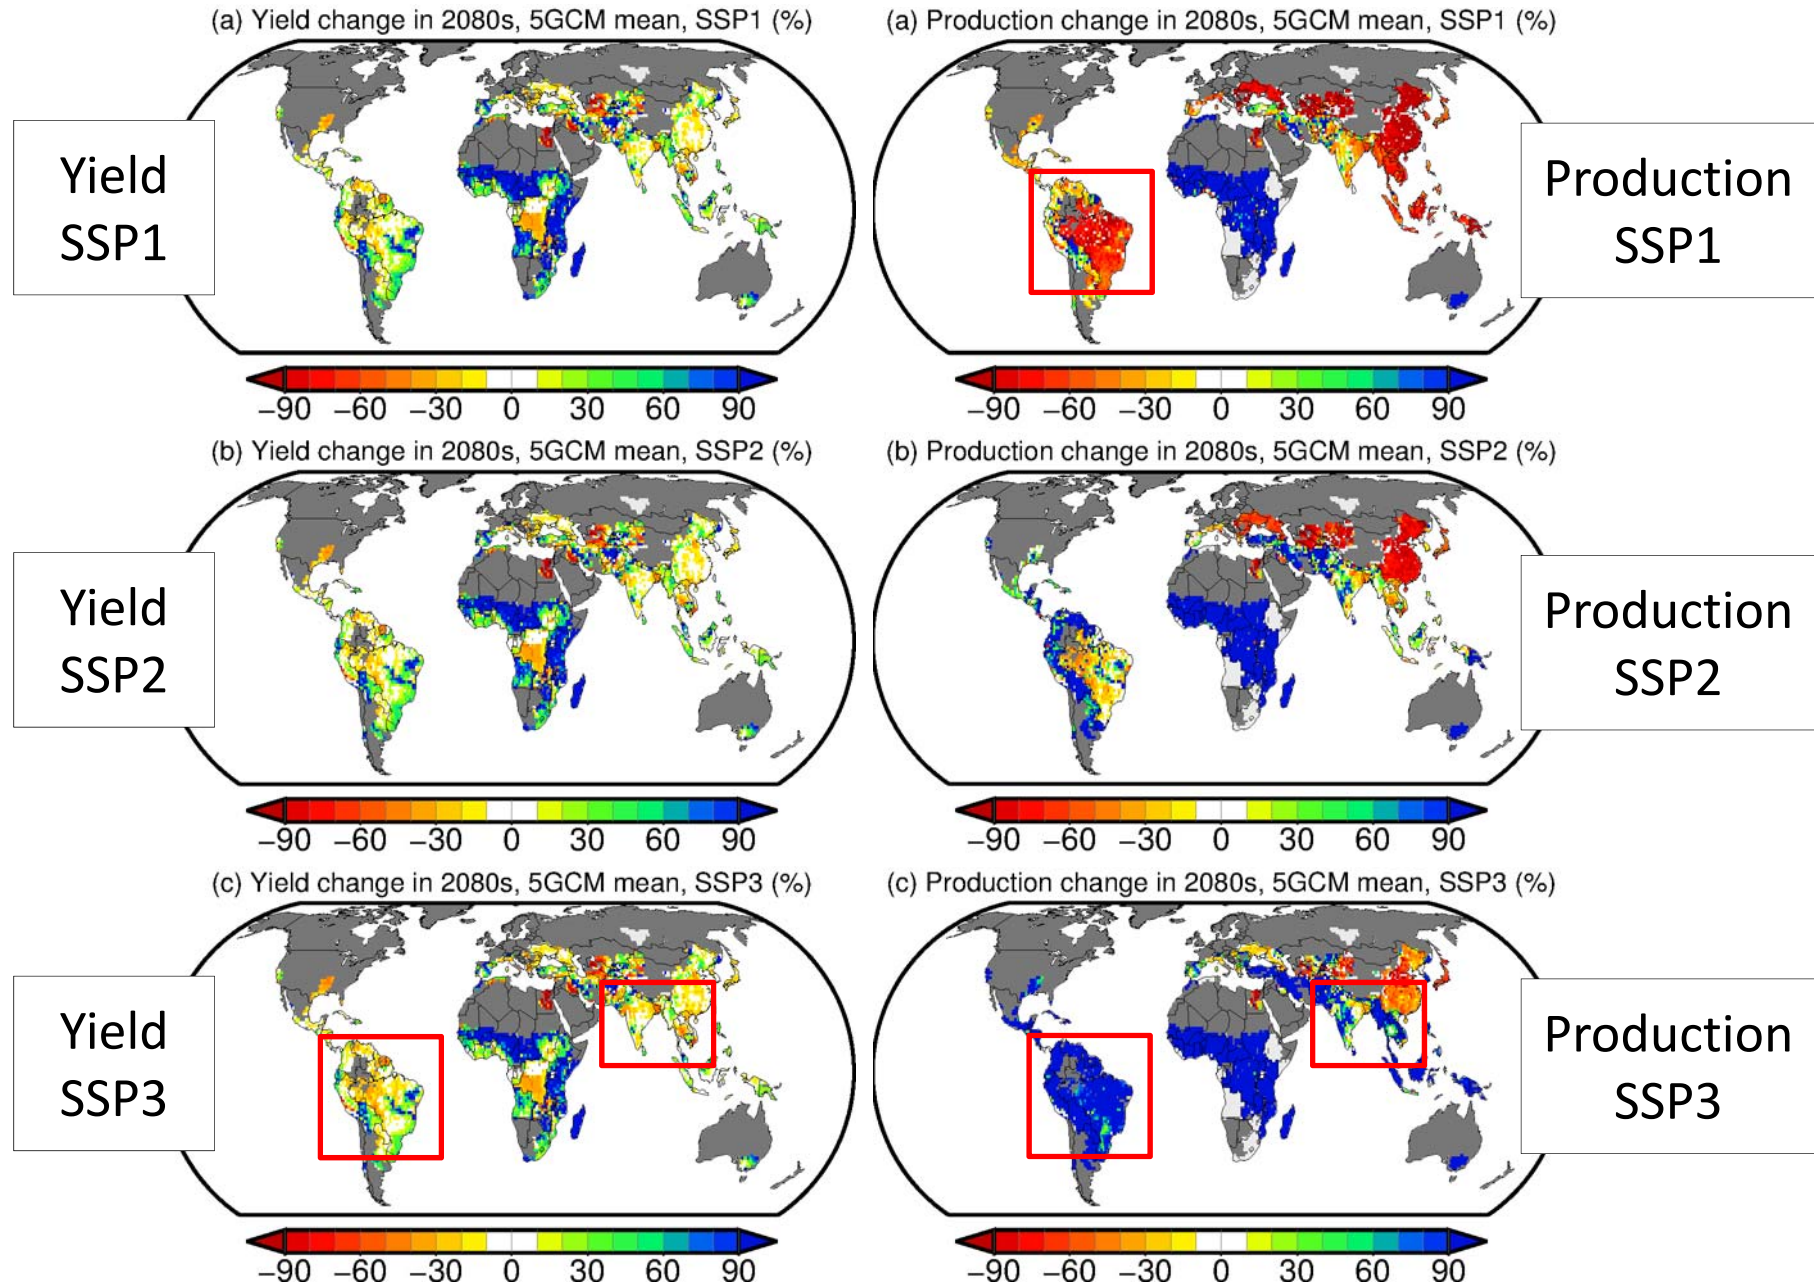 (a) Yield change in 2080s, 5GCM mean, SSP1 (%)
(a) Production change in 2080s, 5GCM mean, SSP1 (%)
Yield
SSP1
Production
SSP1
−90 −60 −30 0 30 60 90
−90 −60 −30 0 30 60 90
(b) Yield change in 2080s, 5GCM mean, SSP2 (%)
(b) Production change in 2080s, 5GCM mean, SSP2 (%)
Yield
SSP2
Production
SSP2
−90 −60 −30 0 30 60 90
−90 −60 −30 0 30 60 90
(c) Yield change in 2080s, 5GCM mean, SSP3 (%)
(c) Production change in 2080s, 5GCM mean, SSP3 (%)
Yield
SSP3
Production
SSP3
−90 −60 −30 0 30 60 90
−90 −60 −30 0 30 60 90